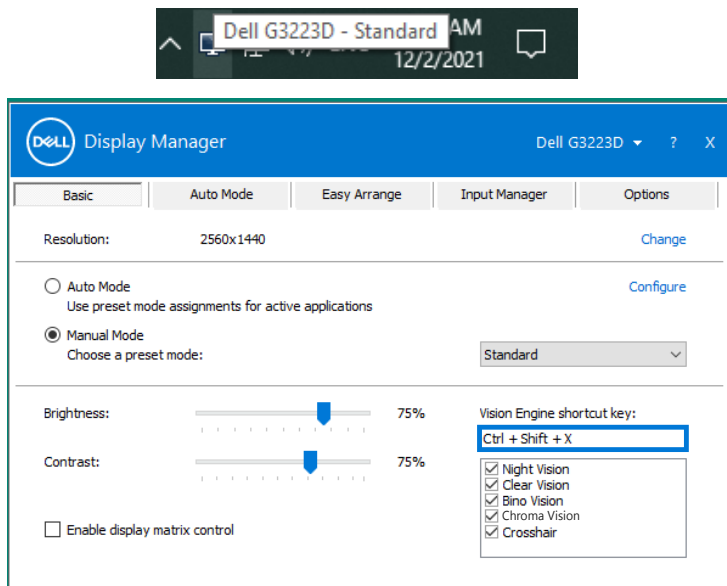 Dell G3223D - Standard AM
12/2/2021
DELL Display Manager Dell G3223D ? X
Basic Auto Mode Easy Arrange Input Manager Options
Resolution: 2560x1440 Change
Auto Mode Configure
Use preset mode assignments for active applications
Manual Mode
Choose a preset mode: Standard
Brightness: 75% Vision Engine shortcut key:
Ctrl + Shift + X
Contrast: 75%
Night Vision
Clear Vision
Bino Vision
Chroma Vision
Enable display matrix control
Crosshair